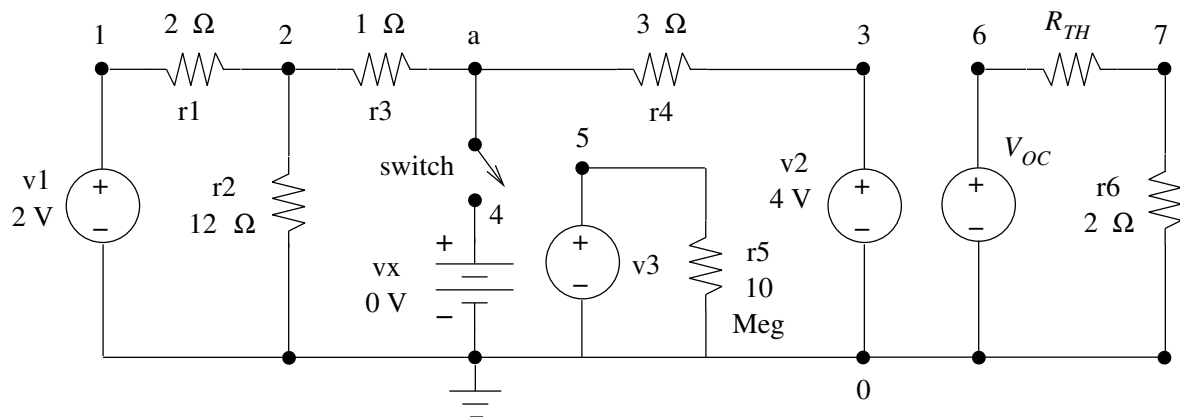 2 Ω
1 Ω
3 Ω
R_TH
1
2
a
3
6
7
r1
r3
r4
5
switch
V_OC
v1
2 V
+
−
r2
12 Ω
4
+
vx
0 V
−
+
−
v3
r5
10
Meg
v2
4 V
+
−
+
−
r6
2 Ω
0